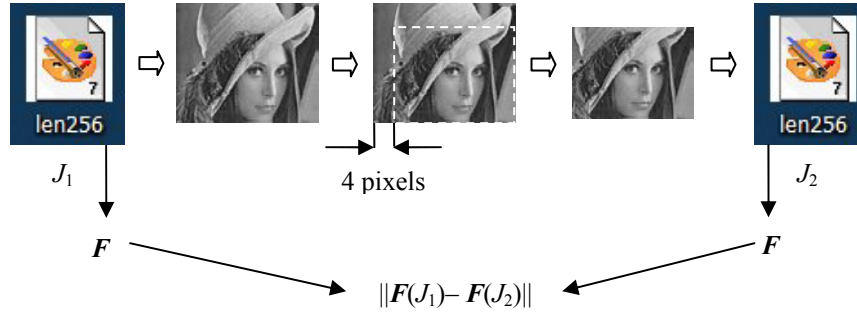 7
7
len256
len256
J₁
4 pixels
J₂
F
F
||F(J₁)– F(J₂)||